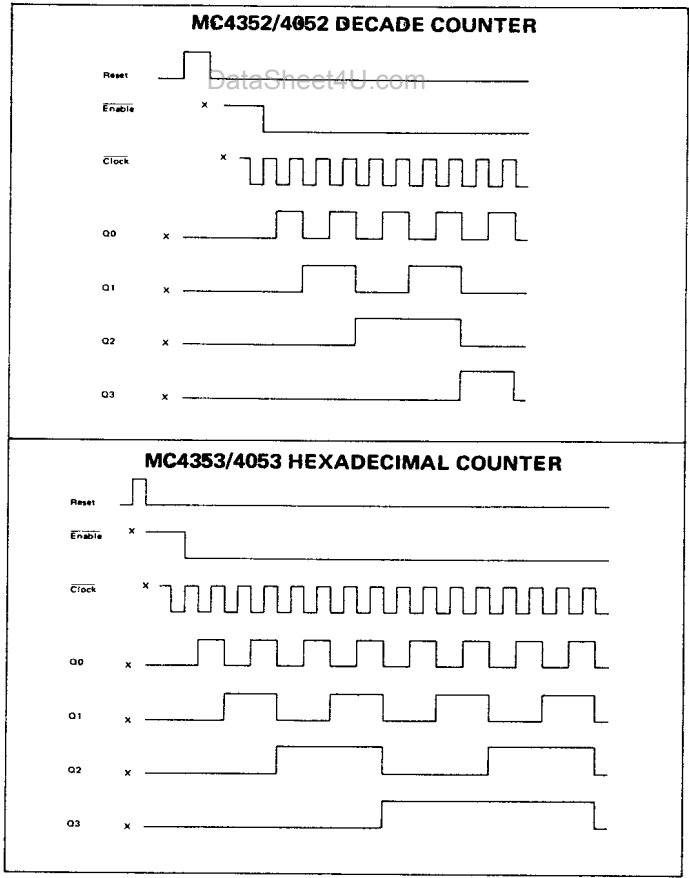 MC4352/4052 DECADE COUNTER
DataSheet4U.com
Reset
Enable
x
Clock
x
Q0
x
Q1
x
Q2
x
Q3
x
MC4353/4053 HEXADECIMAL COUNTER
Reset
Enable
x
Clock
x
Q0
x
Q1
x
Q2
x
Q3
x